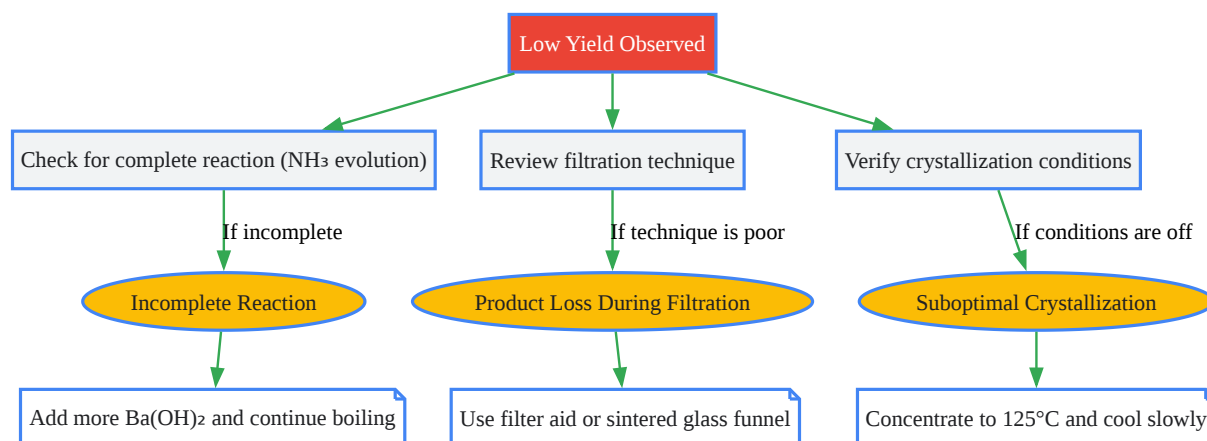 Low Yield Observed
Check for complete reaction (NH₃ evolution)
Review filtration technique
Verify crystallization conditions
If incomplete
If technique is poor
If conditions are off
Incomplete Reaction
Product Loss During Filtration
Suboptimal Crystallization
Add more Ba(OH)₂ and continue boiling
Use filter aid or sintered glass funnel
Concentrate to 125°C and cool slowly